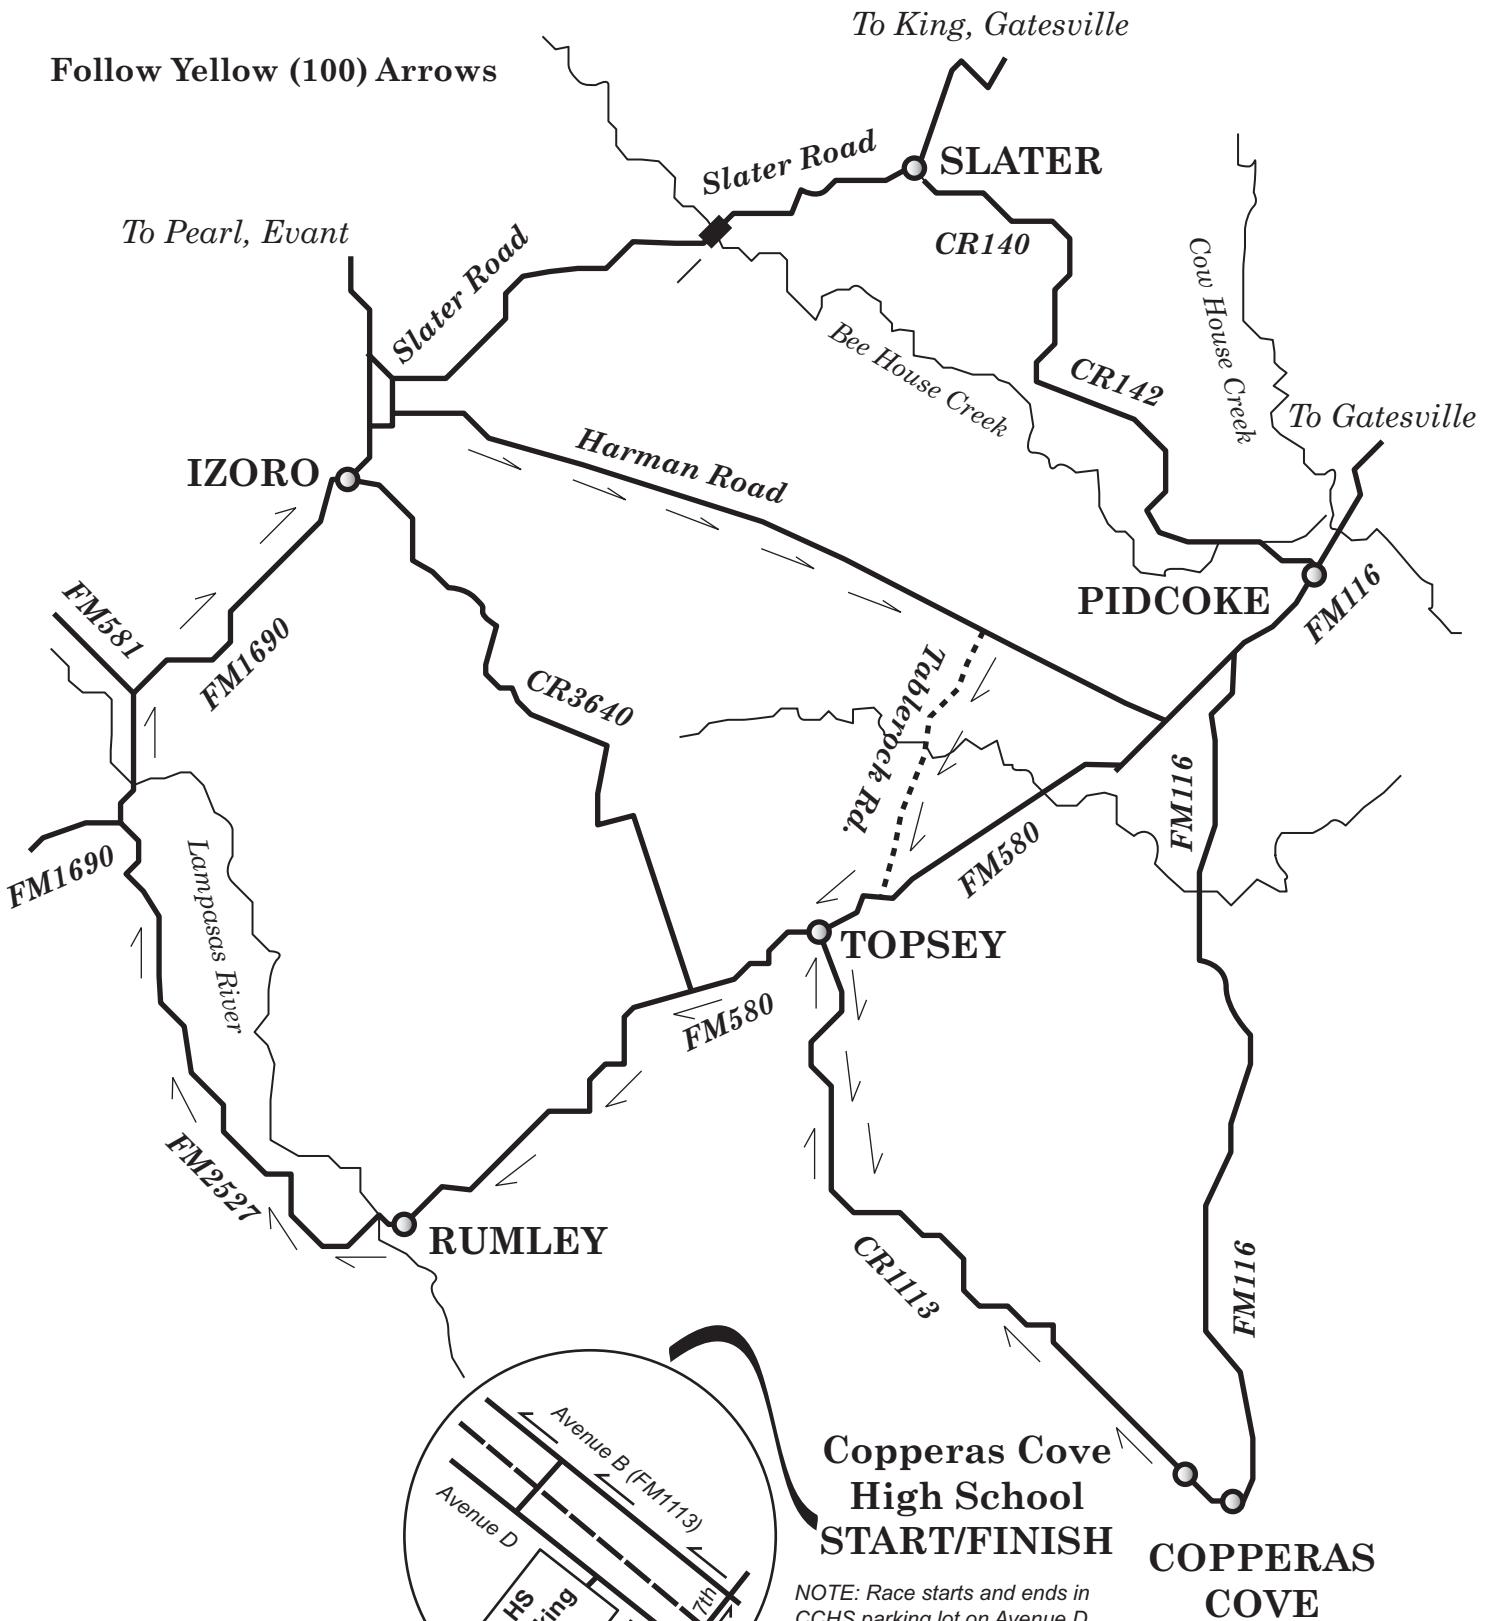 To King, Gatesville
Follow Yellow (100) Arrows
Slater Road
SLATER
To Pearl, Evant
Slater Road
CR140
Cow House Creek
Bee House Creek
CR142
To Gatesville
Harman Road
IZORO
PIDCOKE
FM116
FM581
FM1690
CR3640
Tablerock Rd.
FM116
FM580
FM1690
Lampasas River
TOPSEY
FM580
FM2527
RUMLEY
CR1113
FM116
Avenue B (FM1113)
Avenue D
7th
HS
king
Copperas Cove
High School
START/FINISH
COPPERAS
COVE
NOTE: Race starts and ends in
CCHS parking lot on Avenue D